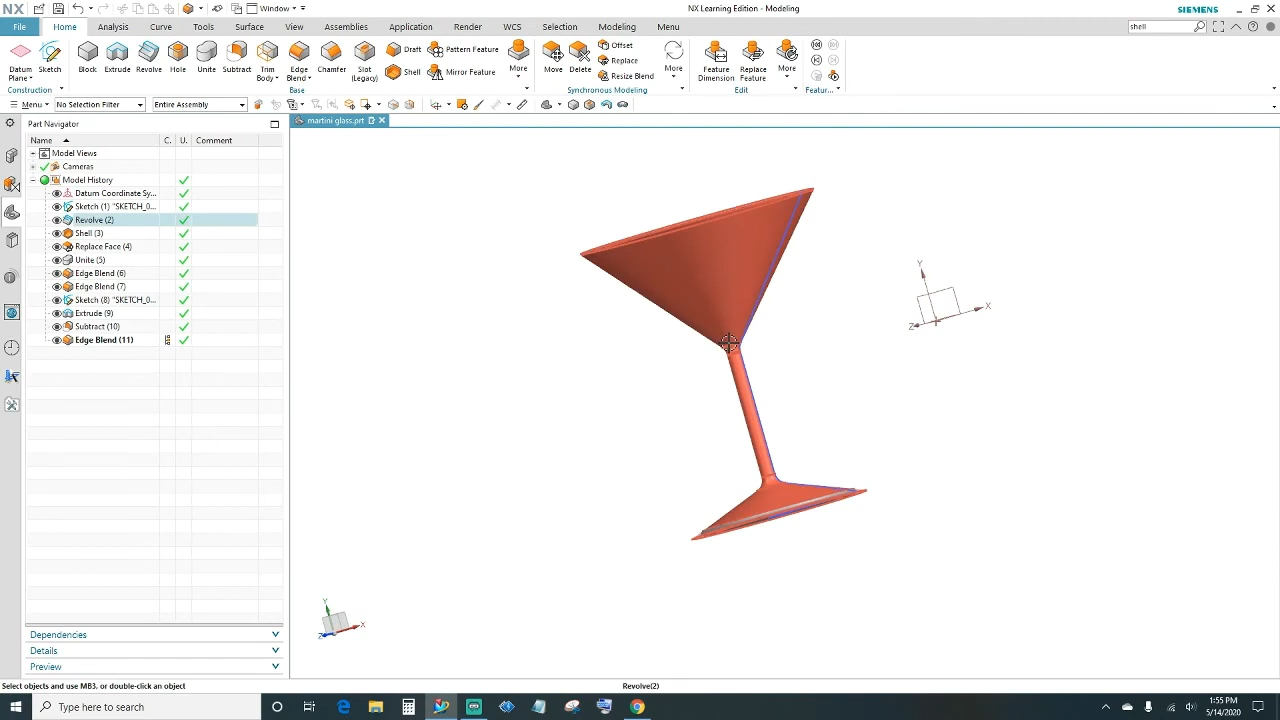 NX
Window
NX Learning Edition - Modeling
SIEMENS
File
Home
Analysis
Curve
Tools
Surface
View
Assemblies
Application
Render
WCS
Selection
Modeling
Menu
shell
Datum Plane
Sketch
Block
Extrude
Revolve
Hole
Unite
Subtract
Trim Body
Edge Blend
Chamfer
Slot (Legacy)
Draft
Shell
Pattern Feature
Mirror Feature
More
Move
Delete
Offset
Replace
Resize Blend
More
Feature Dimension
Replace Feature
More
Construction
Base
Synchronous Modeling
Edit
Featur...
Menu
No Selection Filter
Entire Assembly
Part Navigator
martini glass.prt
Name
C.
U.
Comment
Model Views
Cameras
Model History
Datum Coordinate Sy...
Sketch (1) "SKETCH_0...
Revolve (2)
Shell (3)
Replace Face (4)
Unite (5)
Edge Blend (6)
Edge Blend (7)
Sketch (8) "SKETCH_0...
Extrude (9)
Subtract (10)
Edge Blend (11)
Y
X
Z
Y
X
Z
Dependencies
Details
Preview
Select objects and use MB3, or double-click an object
Revolve(2)
Type here to search
1:55 PM
5/14/2020